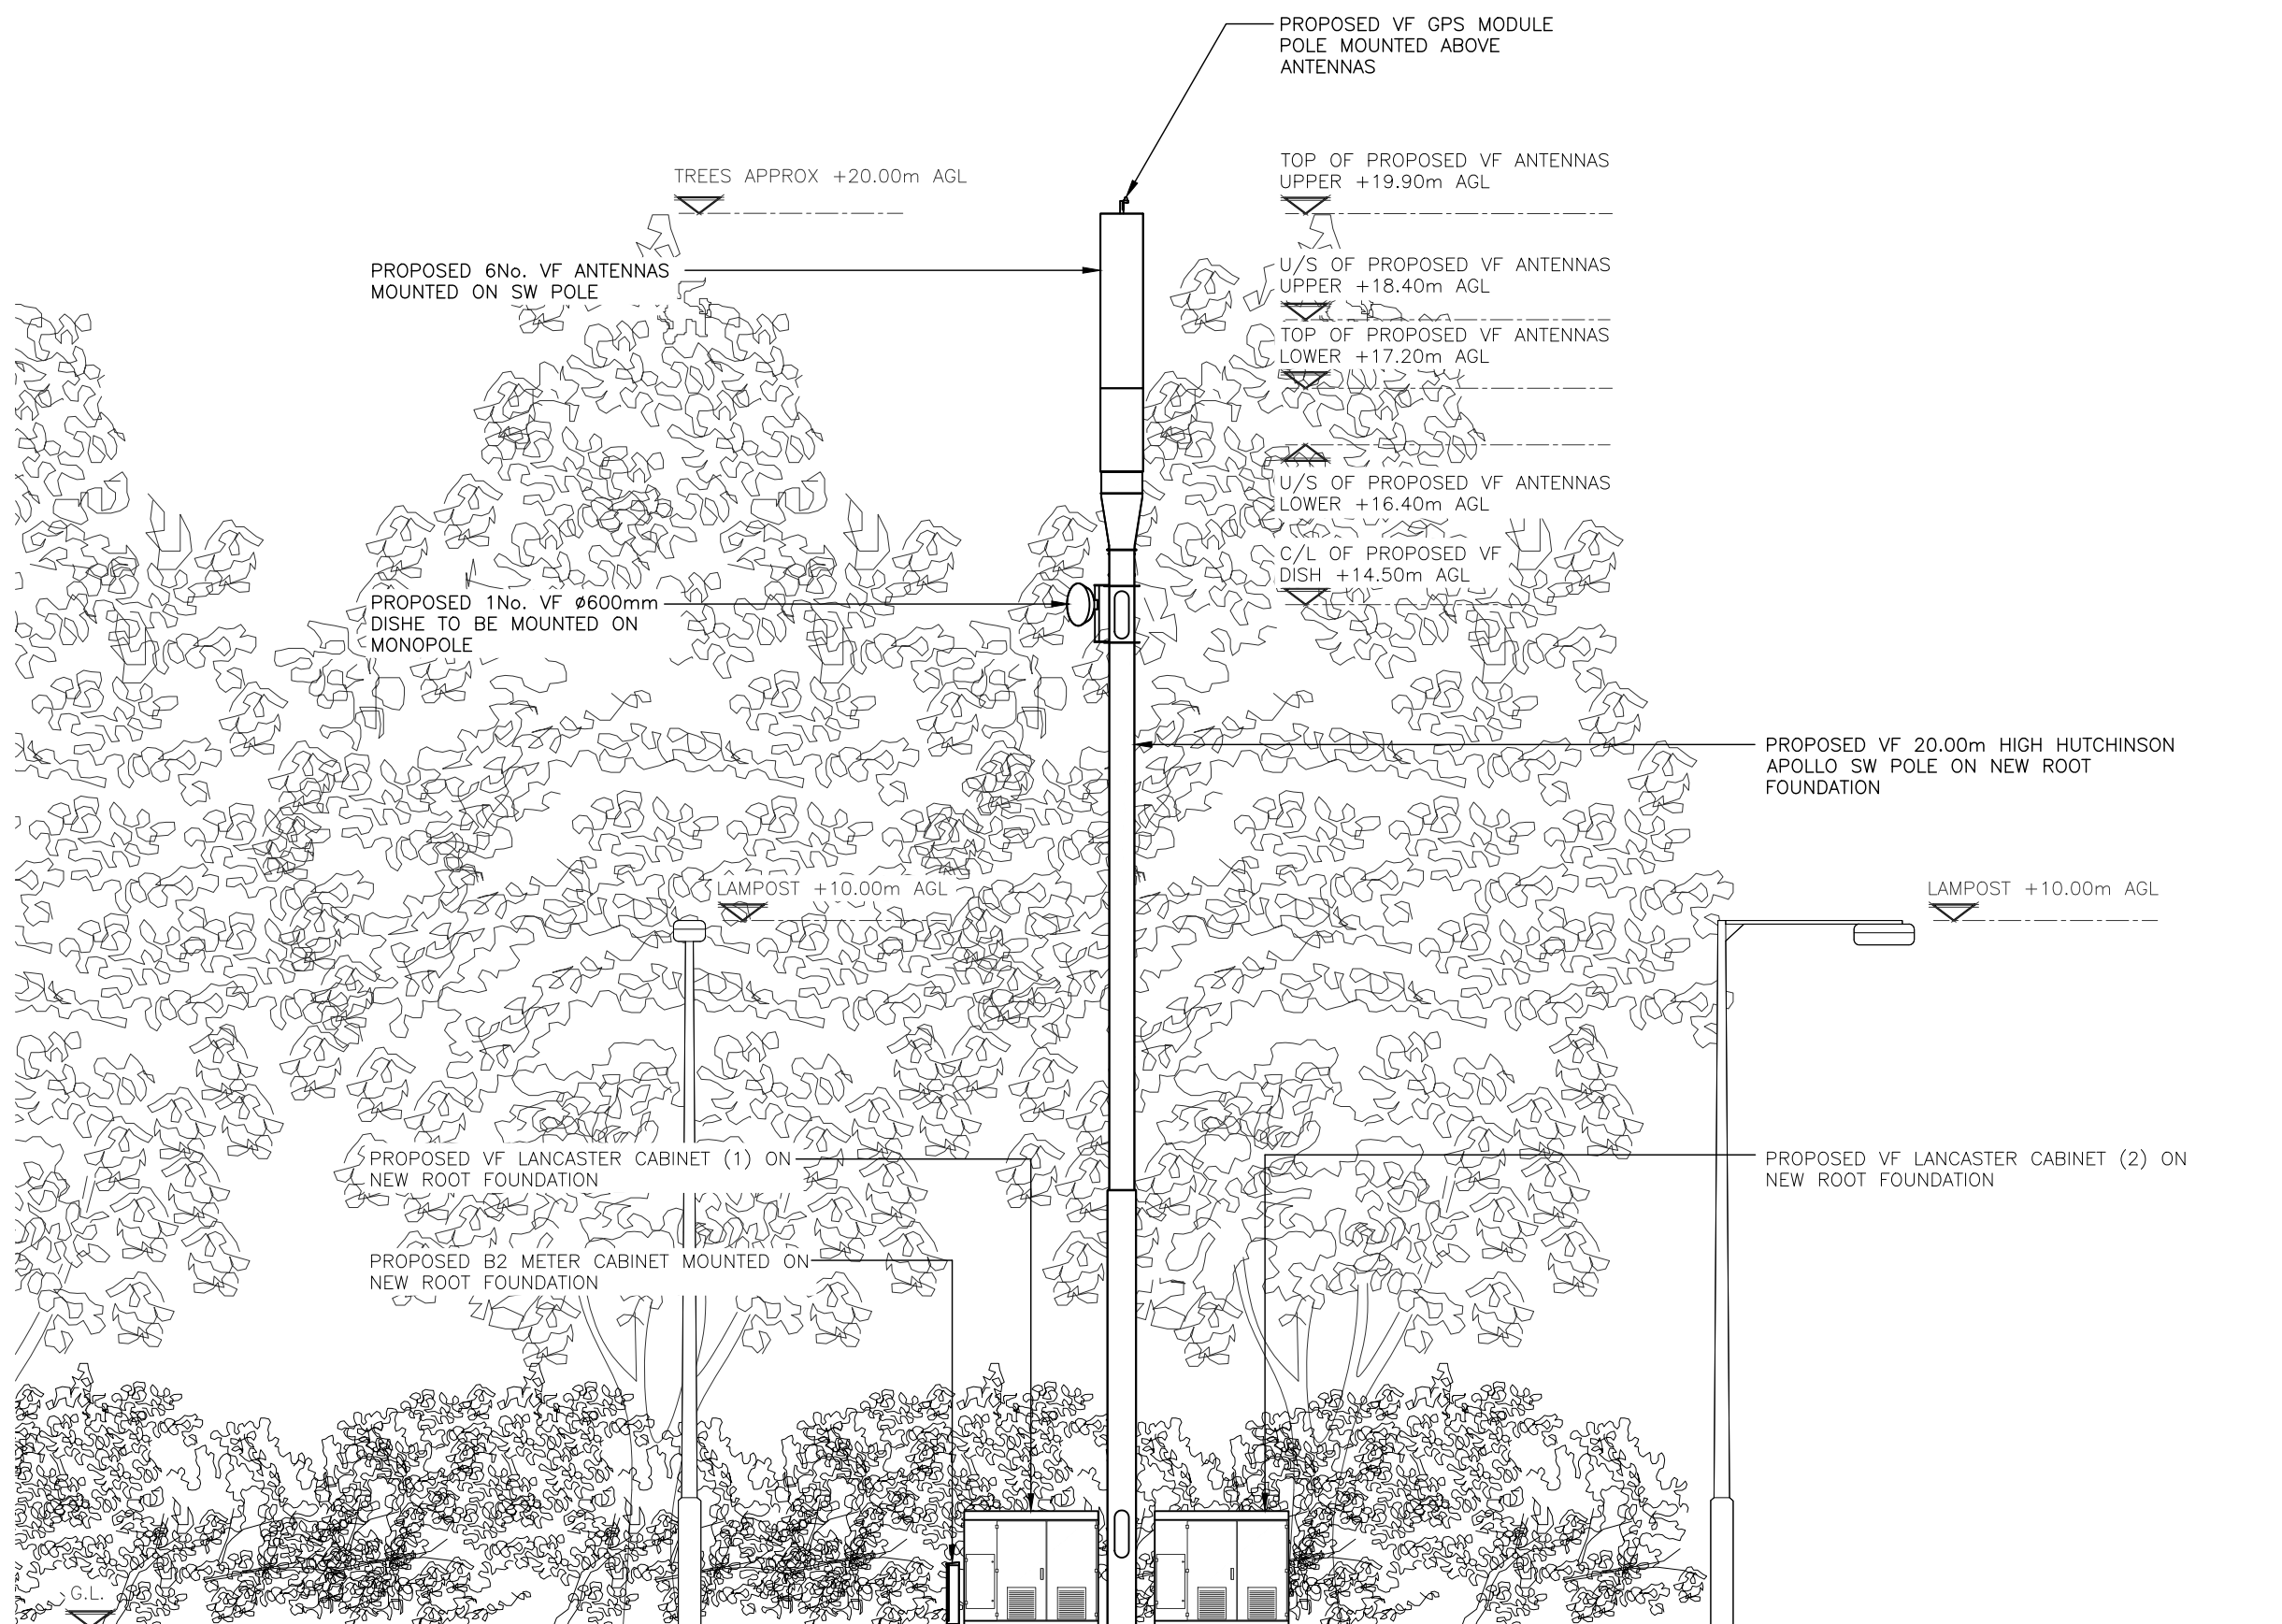 PROPOSED VF GPS MODULE
POLE MOUNTED ABOVE
ANTENNAS
TREES APPROX +20.00m AGL
TOP OF PROPOSED VF ANTENNAS
UPPER +19.90m AGL
PROPOSED 6No. VF ANTENNAS
MOUNTED ON SW POLE
U/S OF PROPOSED VF ANTENNAS
UPPER +18.40m AGL
TOP OF PROPOSED VF ANTENNAS
LOWER +17.20m AGL
U/S OF PROPOSED VF ANTENNAS
LOWER +16.40m AGL
C/L OF PROPOSED VF
DISH +14.50m AGL
PROPOSED 1No. VF ø600mm
DISHE TO BE MOUNTED ON
MONOPOLE
PROPOSED VF 20.00m HIGH HUTCHINSON
APOLLO SW POLE ON NEW ROOT
FOUNDATION
LAMPOST +10.00m AGL
LAMPOST +10.00m AGL
PROPOSED VF LANCASTER CABINET (1) ON
NEW ROOT FOUNDATION
PROPOSED VF LANCASTER CABINET (2) ON
NEW ROOT FOUNDATION
PROPOSED B2 METER CABINET MOUNTED ON
NEW ROOT FOUNDATION
G.L.